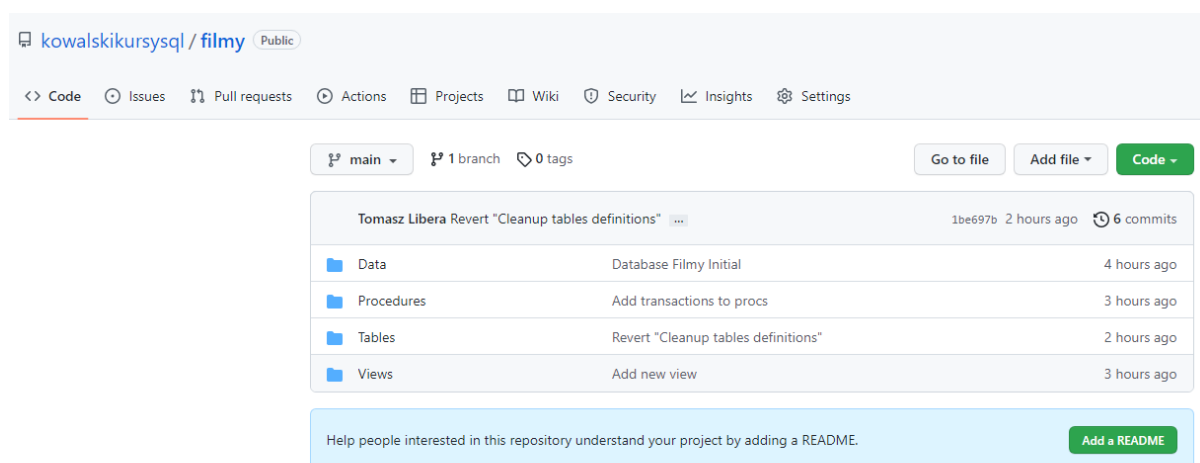 kowalskikursysql / filmy Public
<> Code Issues Pull requests Actions Projects Wiki Security Insights Settings
main 1 branch 0 tags Go to file Add file Code
Tomasz Libera Revert "Cleanup tables definitions" ... 1be697b 2 hours ago 6 commits
Data Database Filmy Initial 4 hours ago
Procedures Add transactions to procs 3 hours ago
Tables Revert "Cleanup tables definitions" 2 hours ago
Views Add new view 3 hours ago
Help people interested in this repository understand your project by adding a README. Add a README